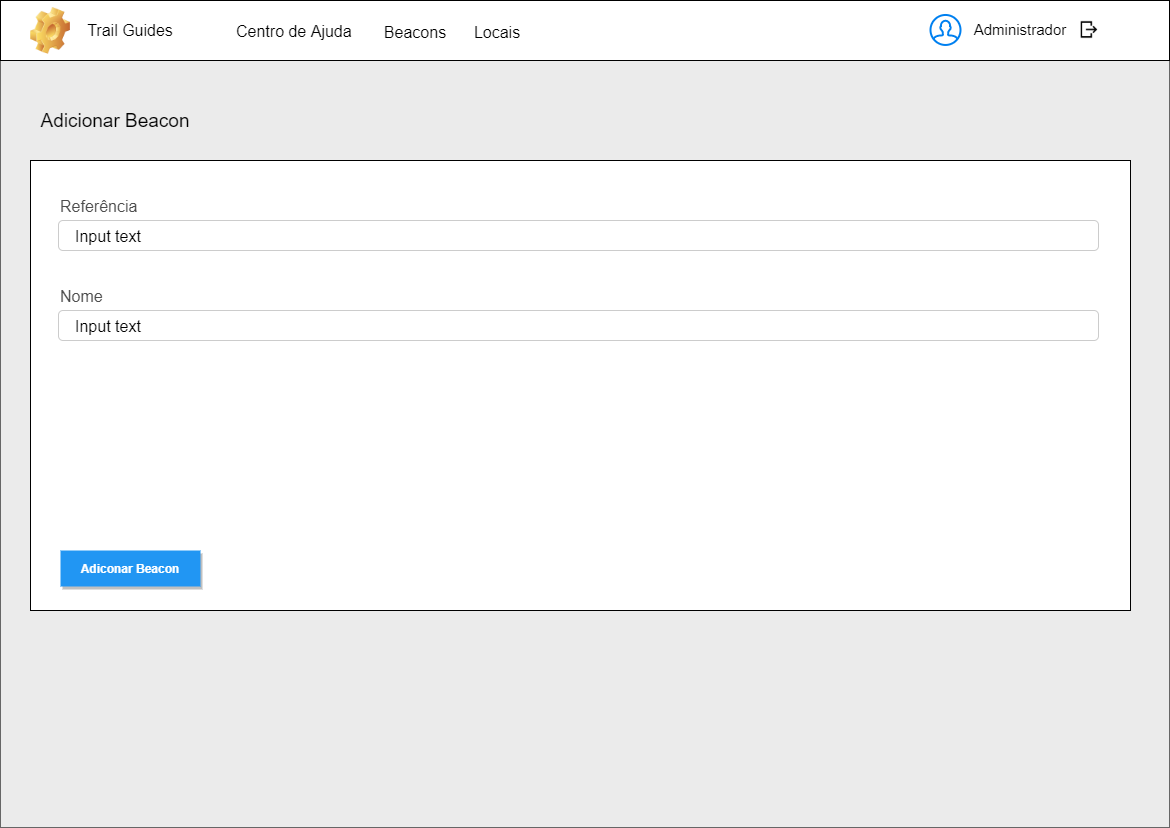 Trail Guides Centro de Ajuda Beacons Locais Administrador
Adicionar Beacon
Referência
Input text
Nome
Input text
Adiconar Beacon